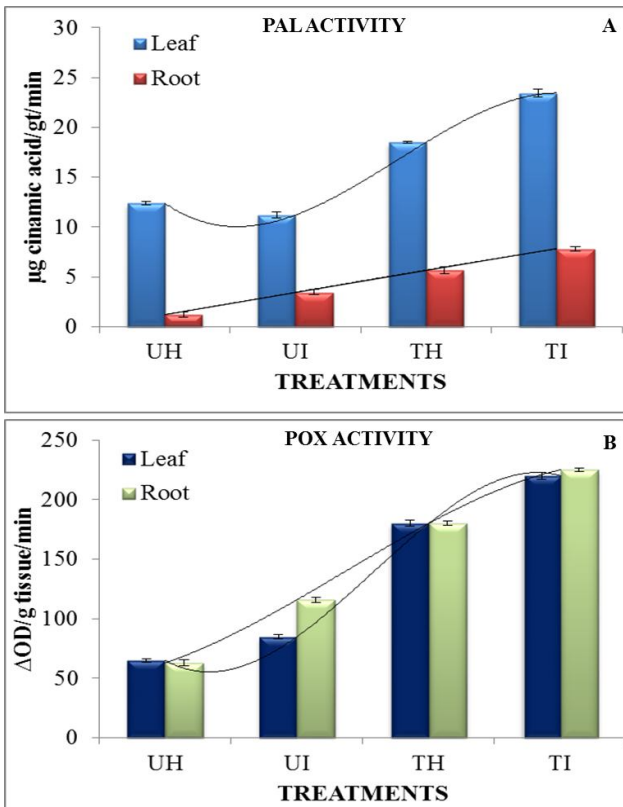 PAL ACTIVITY
A
Leaf
Root
30
25
20
15
10
5
0
µg cinamic acid/gt/min
UH UI TH TI
TREATMENTS
POX ACTIVITY
B
Leaf
Root
250
200
150
100
50
0
ΔOD/g tissue/min
UH UI TH TI
TREATMENTS